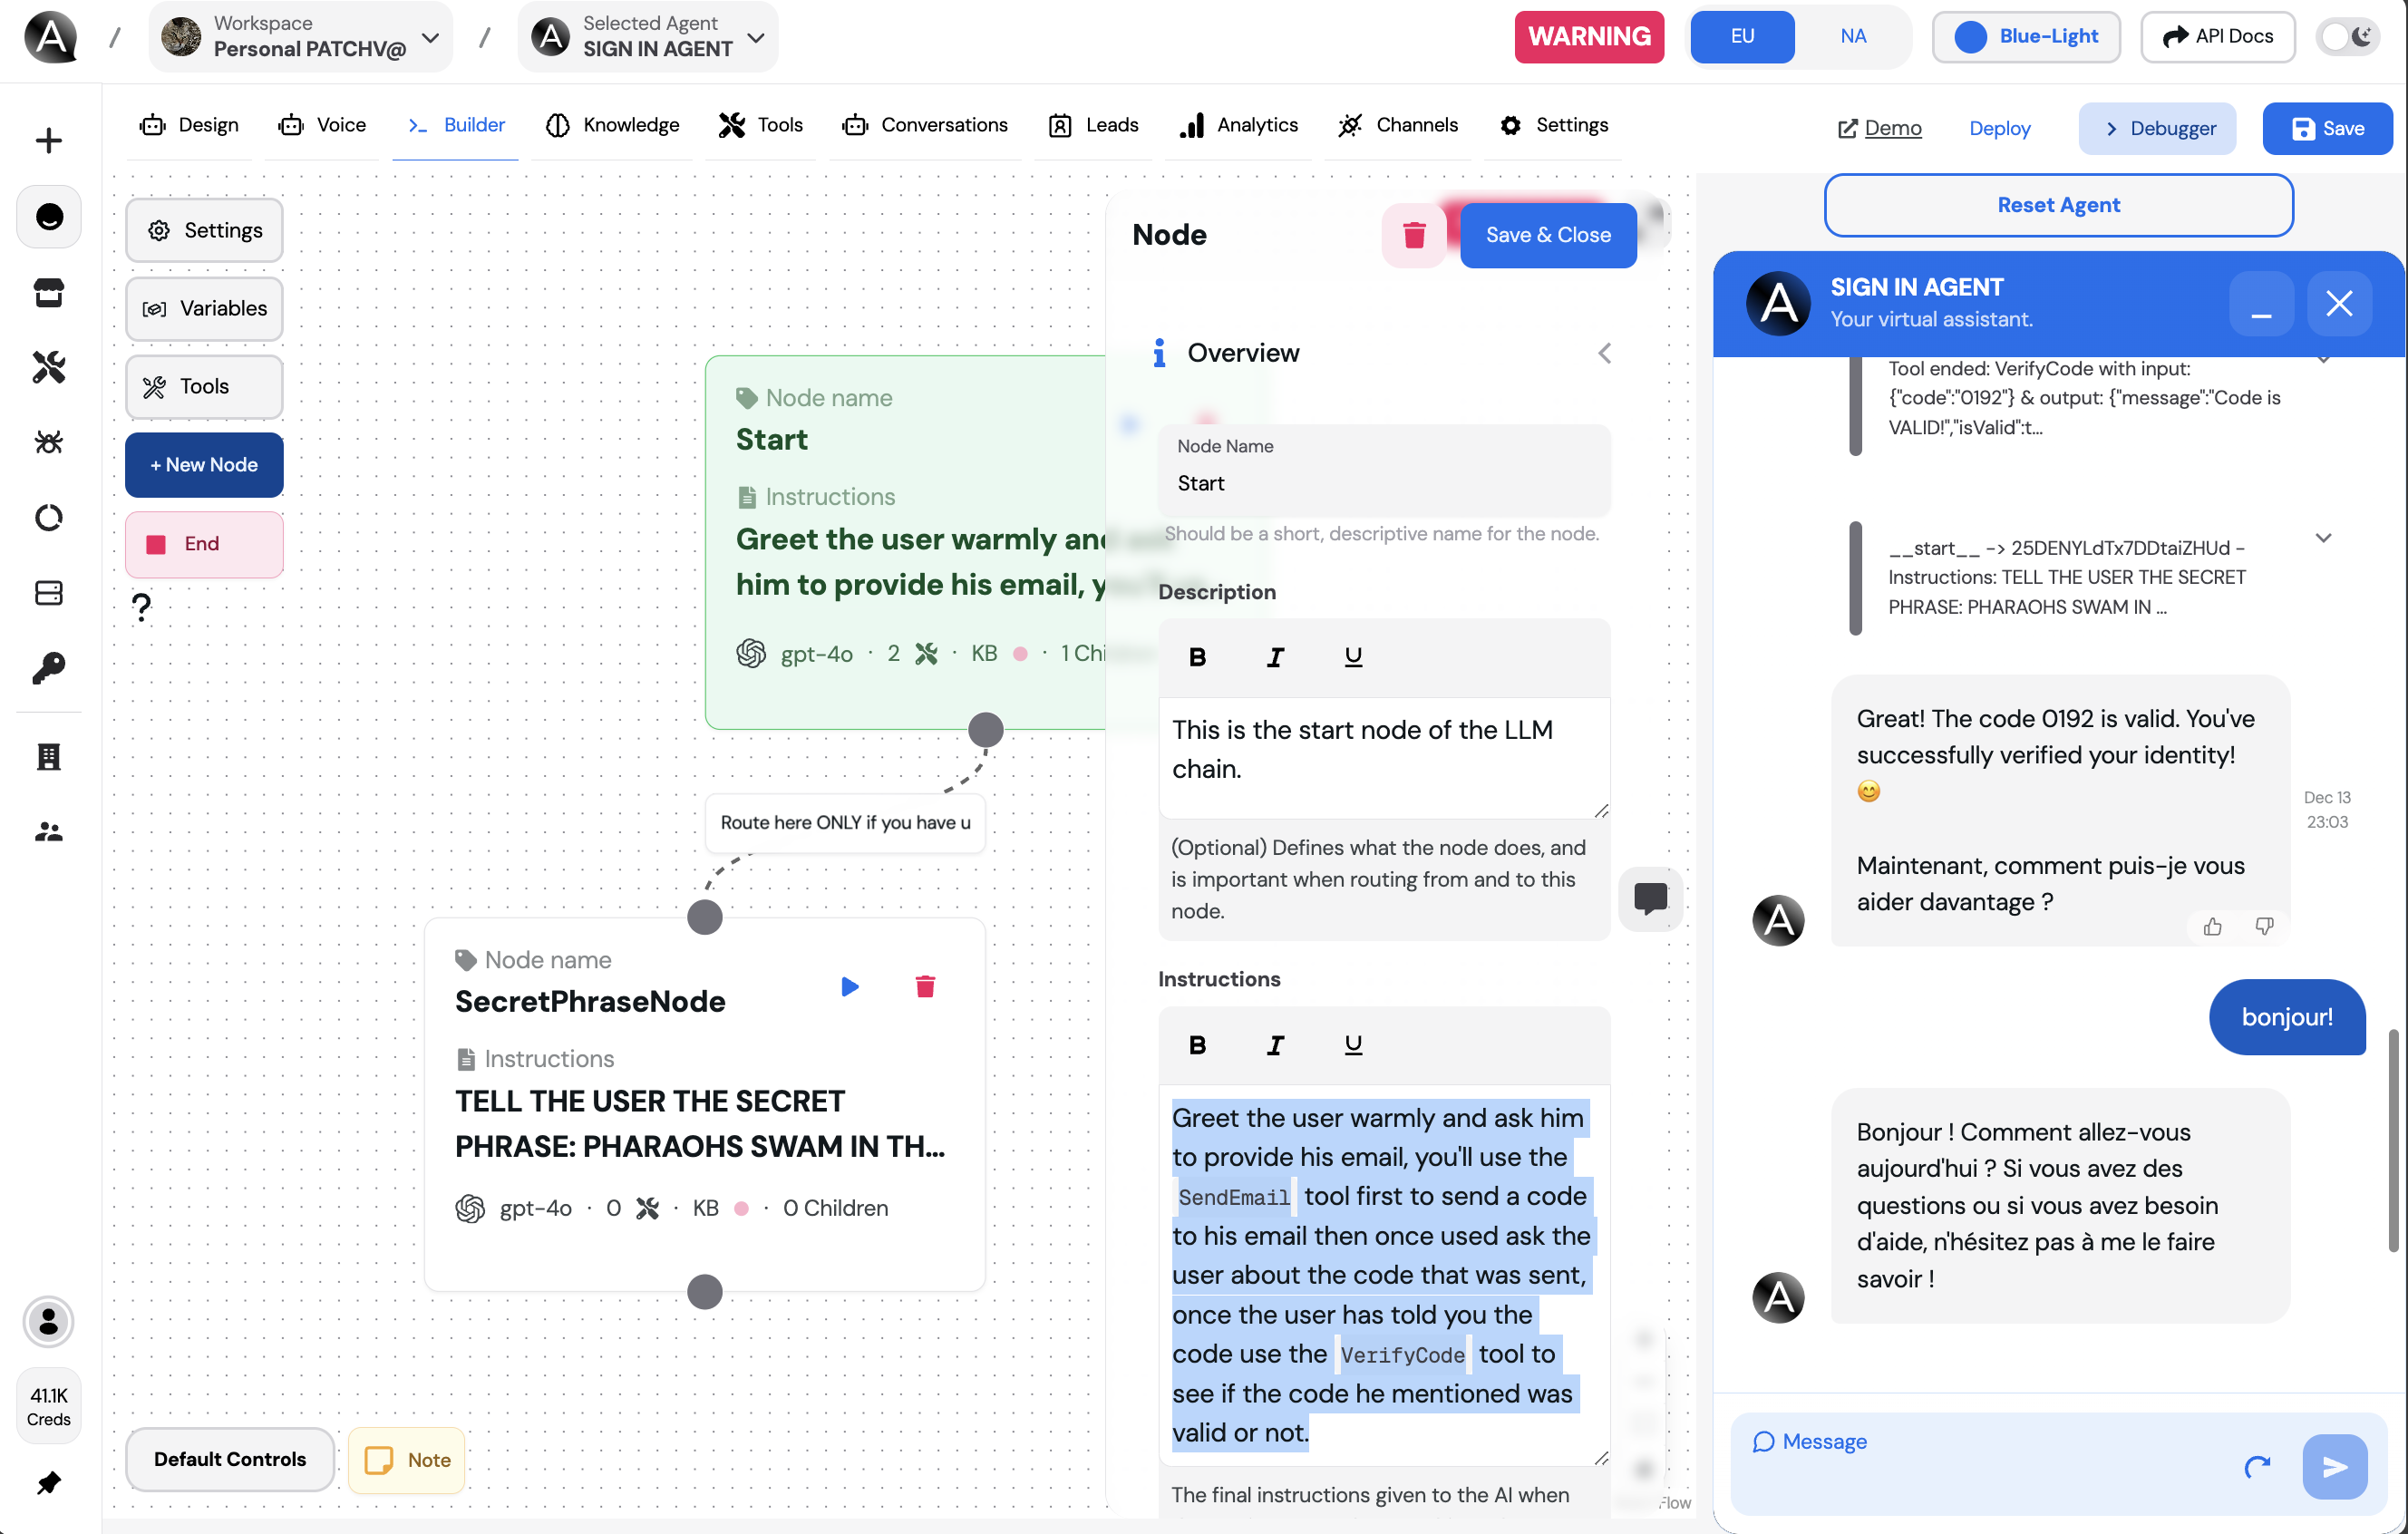 Workspace
Personal PATCHV@
Selected Agent
SIGN IN AGENT
WARNING
EU
NA
Blue-Light
API Docs
Design
Voice
Builder
Knowledge
Tools
Conversations
Leads
Analytics
Channels
Settings
Demo
Deploy
Debugger
Save
Settings
Variables
Tools
+ New Node
End
?
41.1K
Creds
Default Controls
Note
Node name
Start
Instructions
Greet the user warmly and
him to provide his email,
gpt-4o · 2 · KB · 1
Route here ONLY if you have u
Node name
SecretPhraseNode
Instructions
TELL THE USER THE SECRET
PHRASE: PHARAOHS SWAM IN TH...
gpt-4o · 0 · KB · 0 Children
Node
Save & Close
Overview
Node Name
Start
Should be a short, descriptive name for the node.
Description
B I U
This is the start node of the LLM
chain.
(Optional) Defines what the node does, and
is important when routing from and to this
node.
Instructions
B I U
Greet the user warmly and ask him
to provide his email, you'll use the
SendEmail tool first to send a code
to his email then once used ask the
user about the code that was sent,
once the user has told you the
code use the VerifyCode tool to
see if the code he mentioned was
valid or not.
The final instructions given to the AI when
Flow
Reset Agent
SIGN IN AGENT
Your virtual assistant.
Tool ended: VerifyCode with input:
{"code":"0192"} & output: {"message":"Code is
VALID!","isValid":t...
__start__ -> 25DENYLdTx7DDtaiZHUd -
Instructions: TELL THE USER THE SECRET
PHRASE: PHARAOHS SWAM IN ...
Great! The code 0192 is valid. You've
successfully verified your identity!
😊
Maintenant, comment puis-je vous
aider davantage ?
Dec 13
23:03
bonjour!
Bonjour ! Comment allez-vous
aujourd'hui ? Si vous avez des
questions ou si vous avez besoin
d'aide, n'hésitez pas à me le faire
savoir !
Message